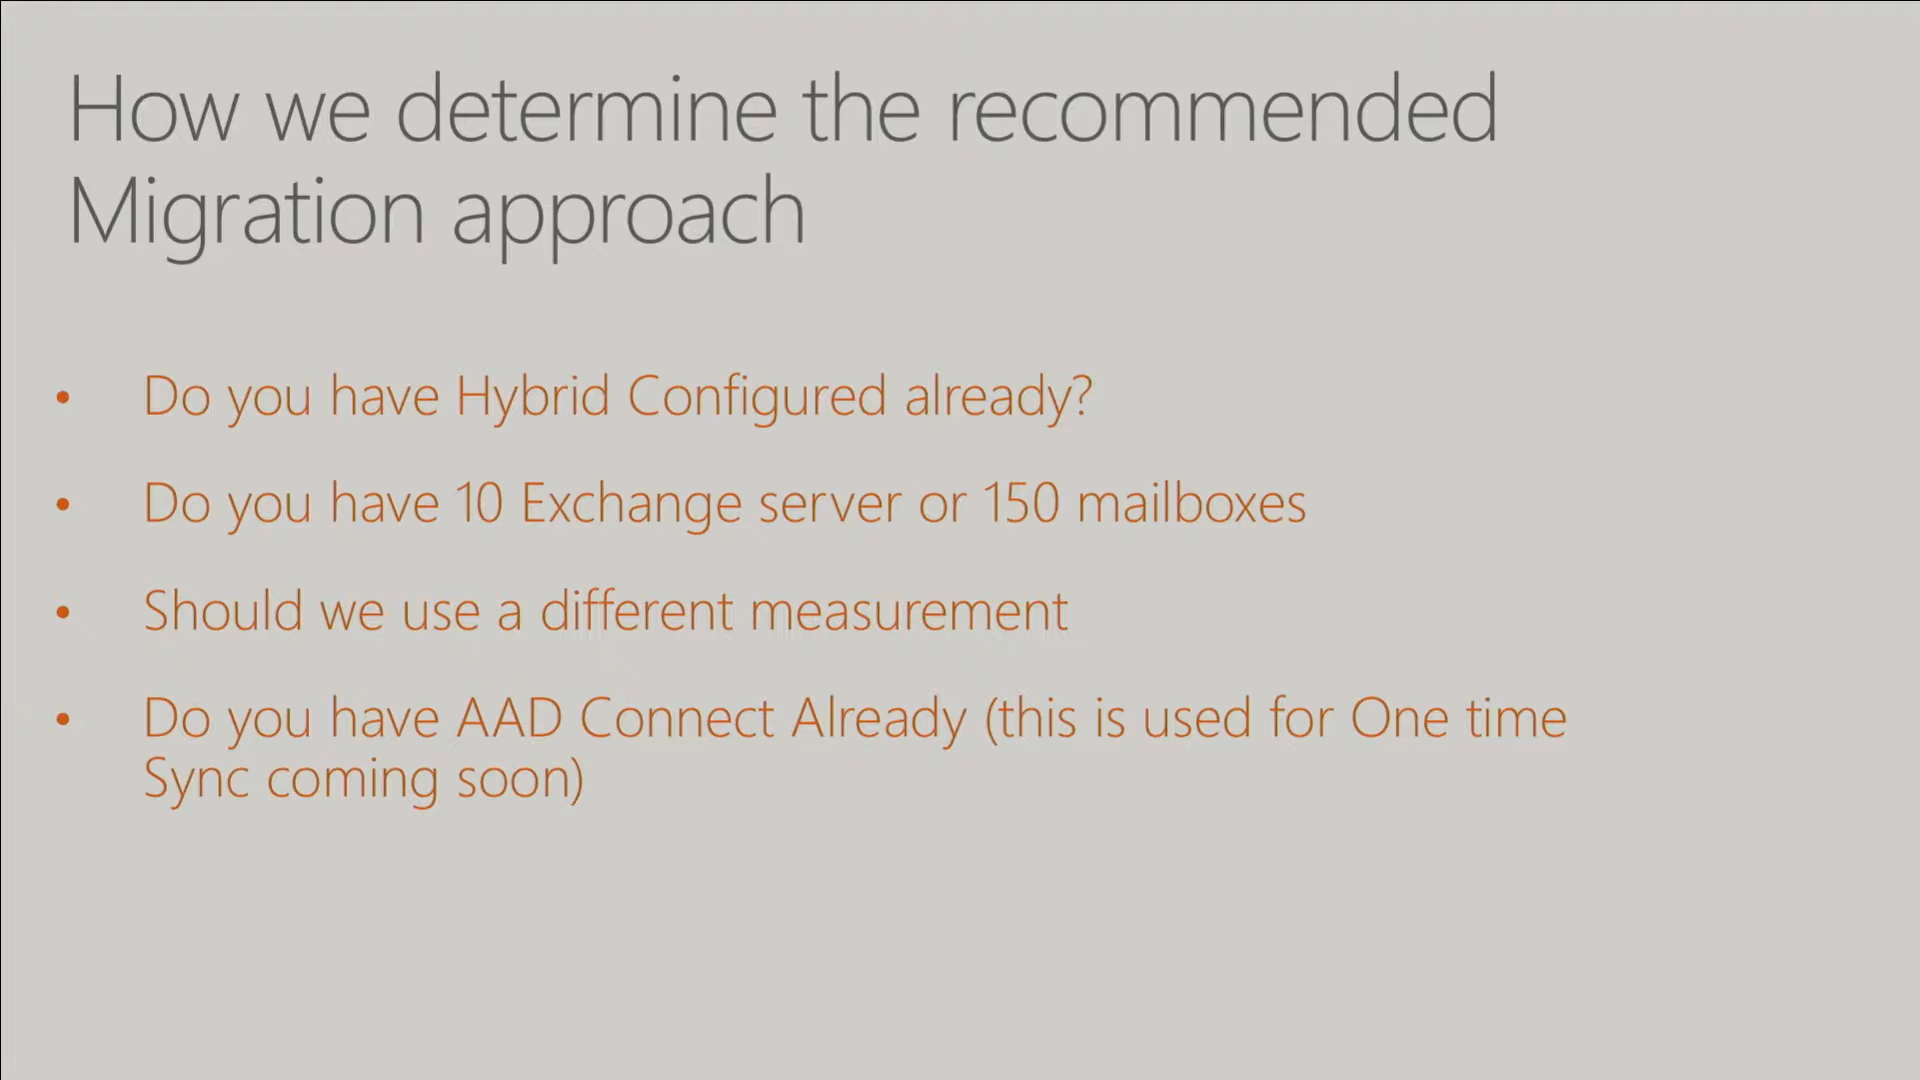 How we determine the recommended
Migration approach
• Do you have Hybrid Configured already?
• Do you have 10 Exchange server or 150 mailboxes
• Should we use a different measurement
• Do you have AAD Connect Already (this is used for One time
Sync coming soon)